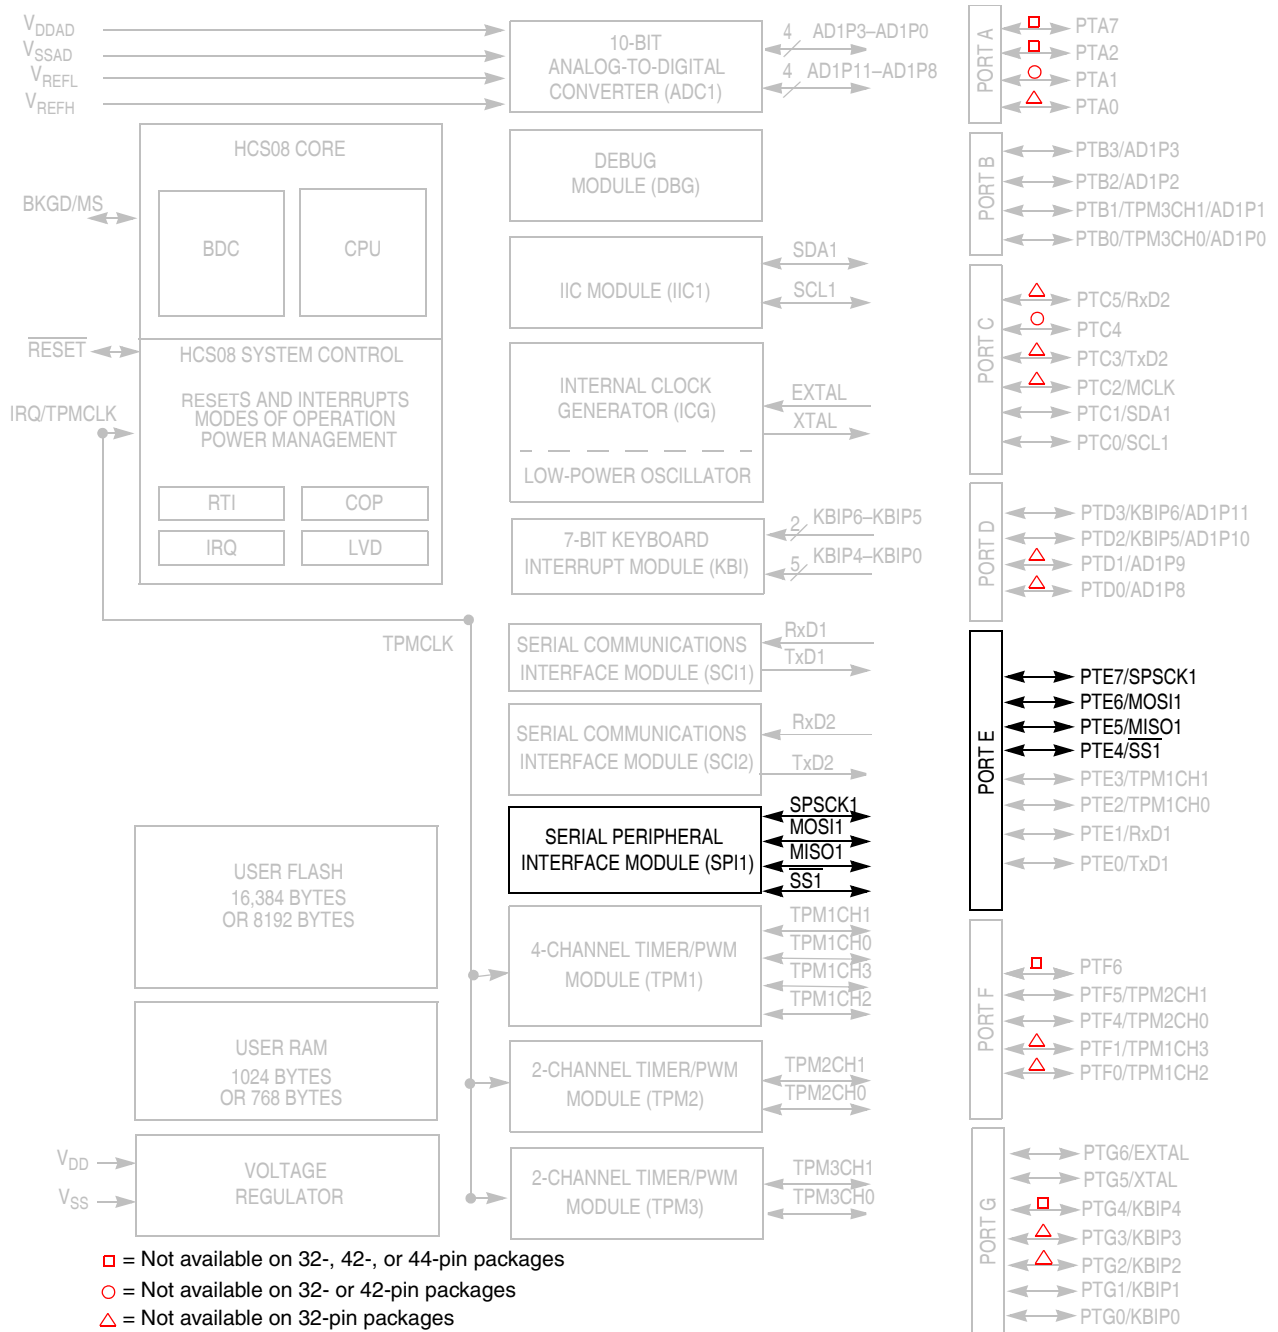 V_DDAD
V_SSAD
V_REFL
V_REFH
10-BIT
ANALOG-TO-DIGITAL
CONVERTER (ADC1)
4 AD1P3–AD1P0
4 AD1P11–AD1P8
HCS08 CORE
BDC
CPU
BKGD/MS
DEBUG
MODULE (DBG)
IIC MODULE (IIC1)
SDA1
SCL1
RESET
HCS08 SYSTEM CONTROL
RESETS AND INTERRUPTS
MODES OF OPERATION
POWER MANAGEMENT
IRQ/TPMCLK
RTI
COP
IRQ
LVD
INTERNAL CLOCK
GENERATOR (ICG)
EXTAL
XTAL
LOW-POWER OSCILLATOR
7-BIT KEYBOARD
INTERRUPT MODULE (KBI)
2 KBIP6–KBIP5
5 KBIP4–KBIP0
TPMCLK
SERIAL COMMUNICATIONS
INTERFACE MODULE (SCI1)
RxD1
TxD1
SERIAL COMMUNICATIONS
INTERFACE MODULE (SCI2)
RxD2
TxD2
SERIAL PERIPHERAL
INTERFACE MODULE (SPI1)
SPSCK1
MOSI1
MISO1
SS1
USER FLASH
16,384 BYTES
OR 8192 BYTES
4-CHANNEL TIMER/PWM
MODULE (TPM1)
TPM1CH1
TPM1CH0
TPM1CH3
TPM1CH2
USER RAM
1024 BYTES
OR 768 BYTES
2-CHANNEL TIMER/PWM
MODULE (TPM2)
TPM2CH1
TPM2CH0
V_DD
V_SS
VOLTAGE
REGULATOR
2-CHANNEL TIMER/PWM
MODULE (TPM3)
TPM3CH1
TPM3CH0
PORT A
PTA7
PTA2
PTA1
PTA0
PORT B
PTB3/AD1P3
PTB2/AD1P2
PTB1/TPM3CH1/AD1P1
PTB0/TPM3CH0/AD1P0
PORT C
PTC5/RxD2
PTC4
PTC3/TxD2
PTC2/MCLK
PTC1/SDA1
PTC0/SCL1
PORT D
PTD3/KBIP6/AD1P11
PTD2/KBIP5/AD1P10
PTD1/AD1P9
PTD0/AD1P8
PORT E
PTE7/SPSCK1
PTE6/MOSI1
PTE5/MISO1
PTE4/SS1
PTE3/TPM1CH1
PTE2/TPM1CH0
PTE1/RxD1
PTE0/TxD1
PORT F
PTF6
PTF5/TPM2CH1
PTF4/TPM2CH0
PTF1/TPM1CH3
PTF0/TPM1CH2
PORT G
PTG6/EXTAL
PTG5/XTAL
PTG4/KBIP4
PTG3/KBIP3
PTG2/KBIP2
PTG1/KBIP1
PTG0/KBIP0
= Not available on 32-, 42-, or 44-pin packages
= Not available on 32- or 42-pin packages
= Not available on 32-pin packages